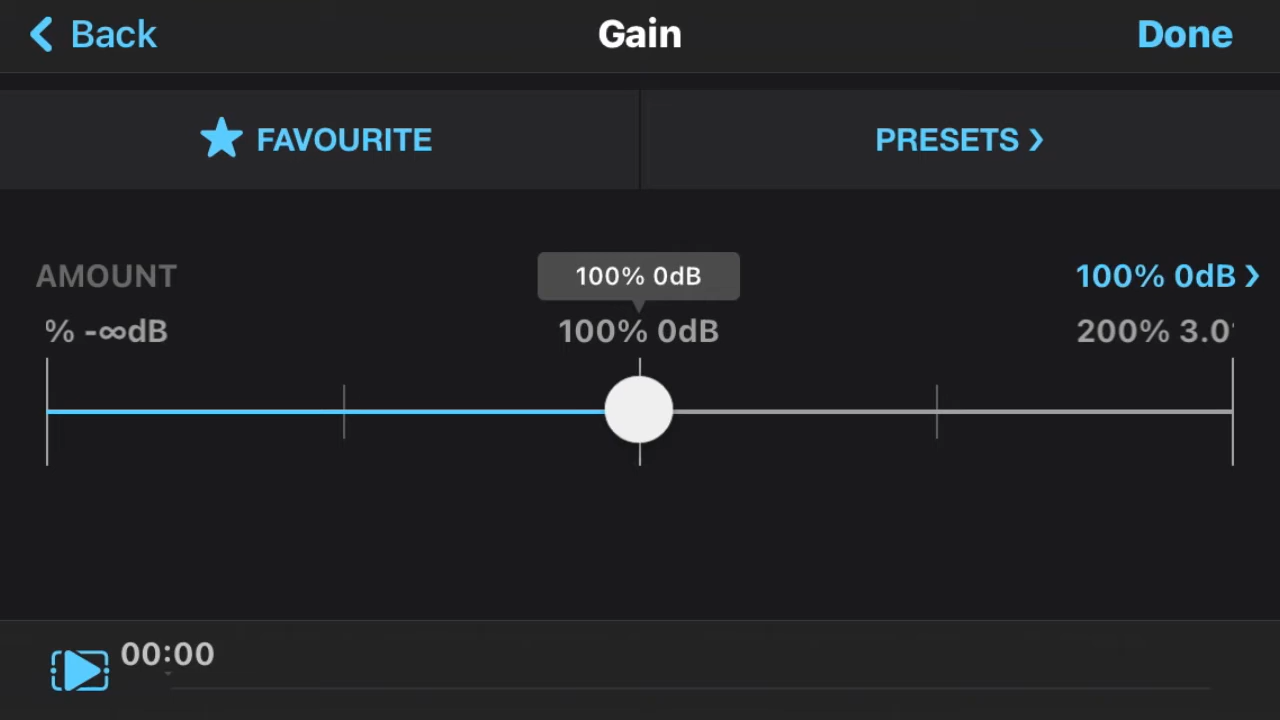 Back
Gain
Done
FAVOURITE
PRESETS
AMOUNT
100% 0dB
100% 0dB
% -∞dB
100% 0dB
200% 3.0
00:00